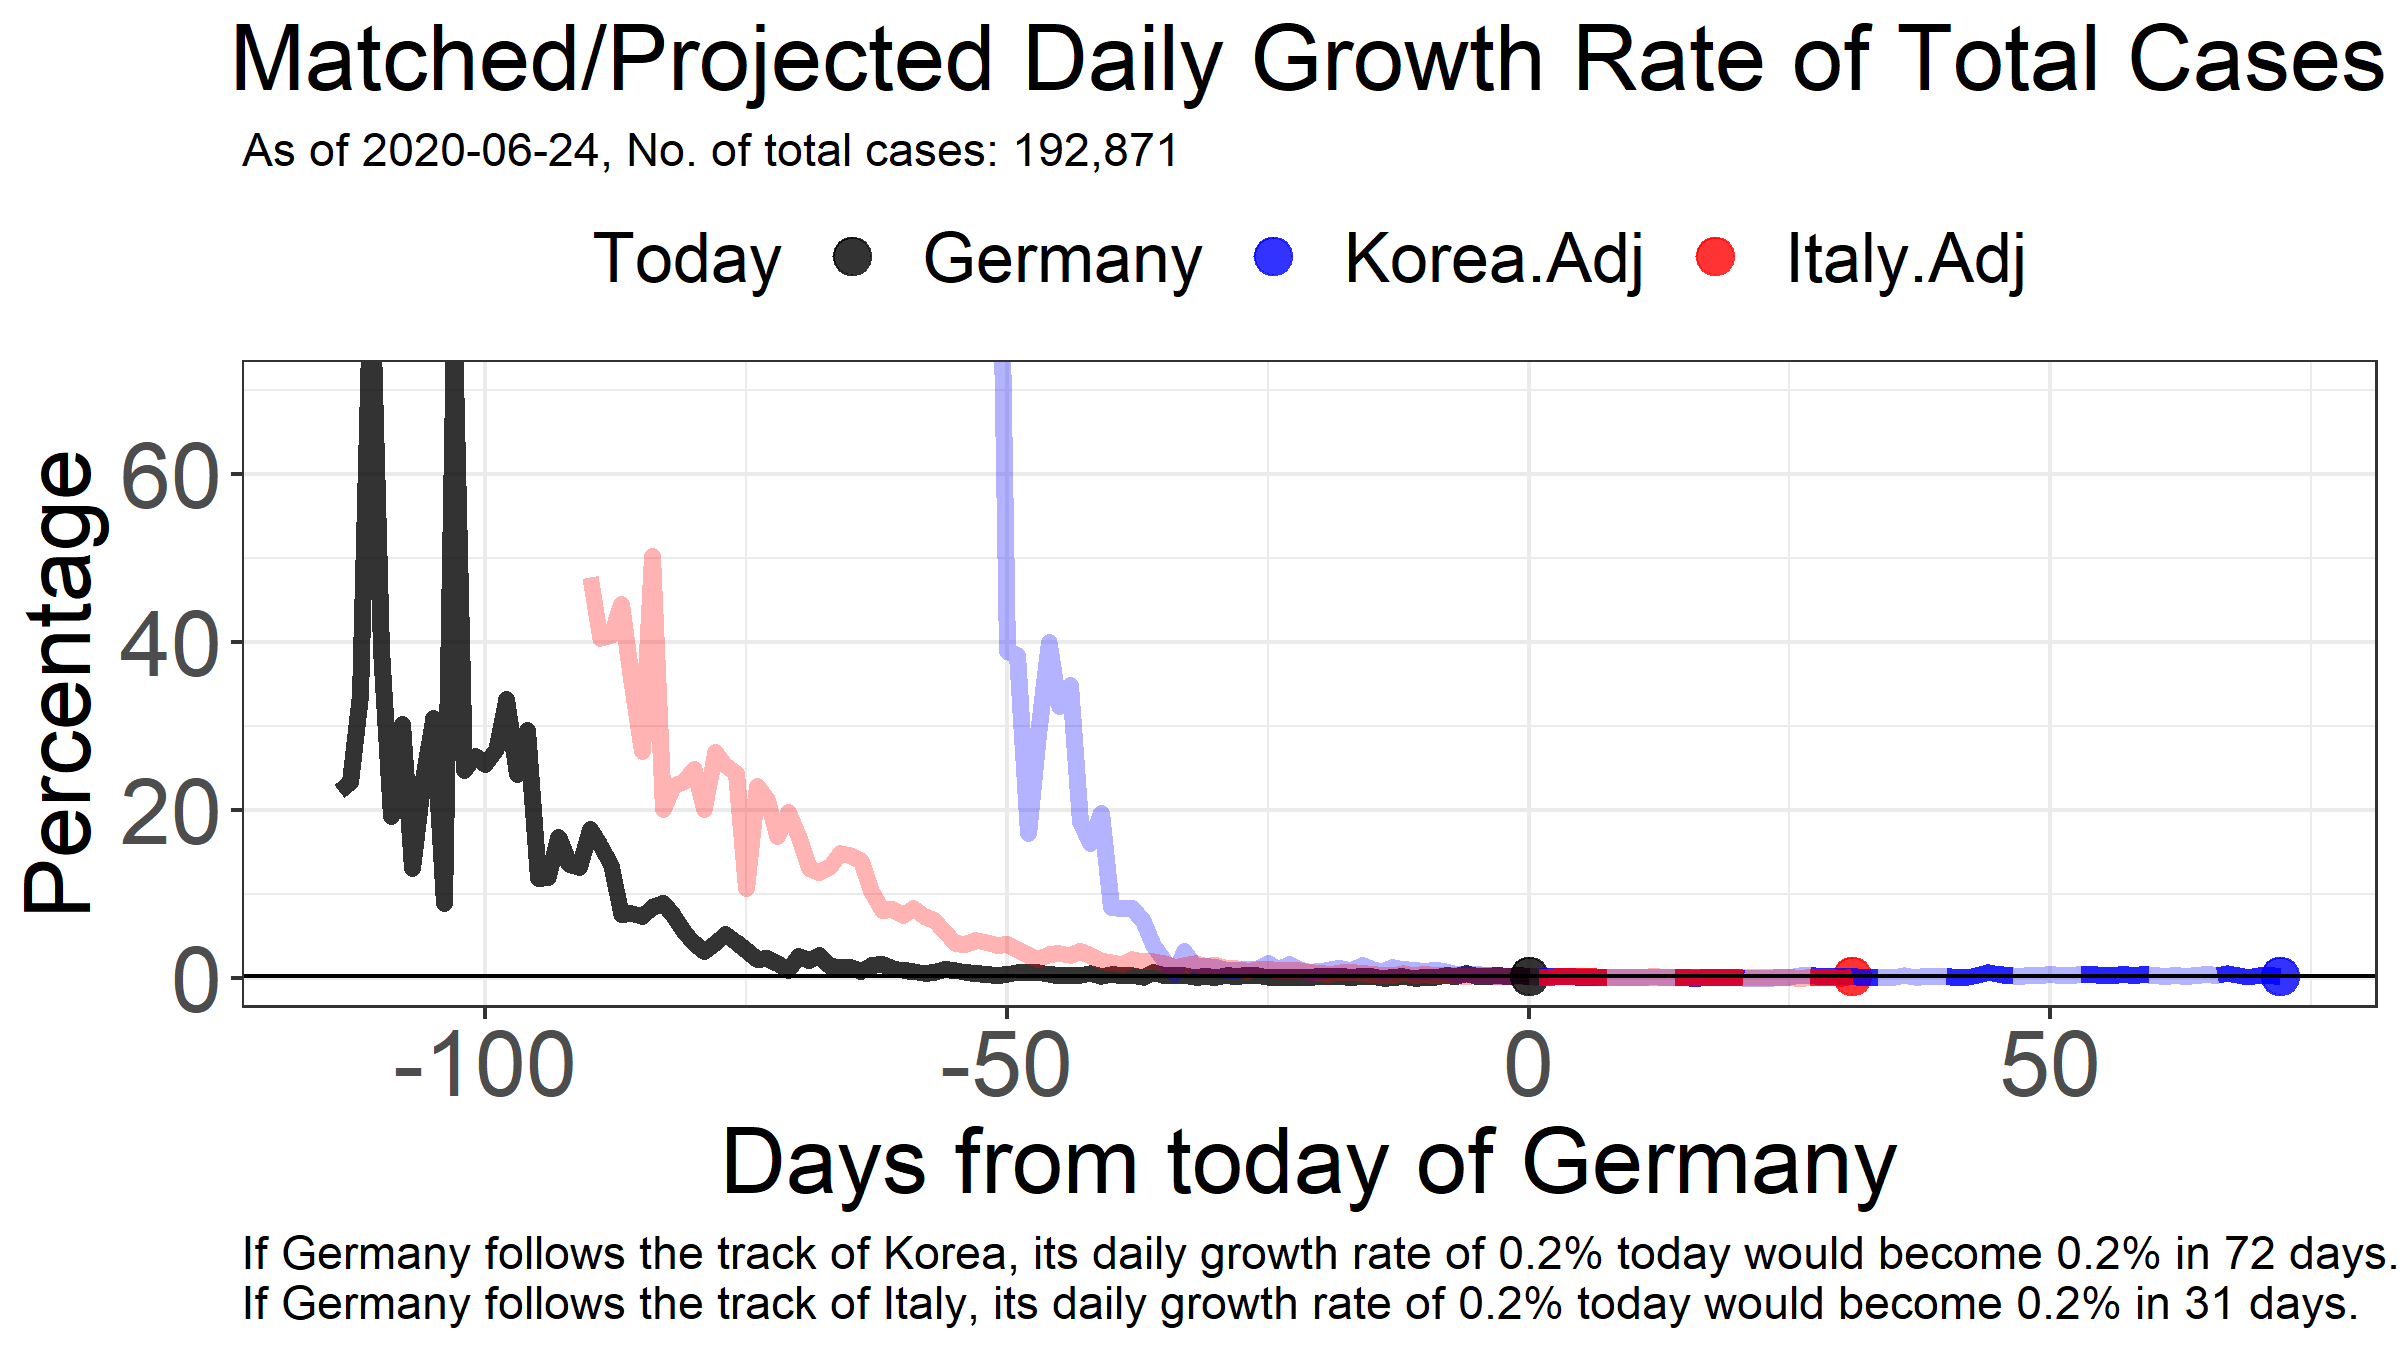 Matched/Projected Daily Growth Rate of Total Cases
As of 2020-06-24, No. of total cases: 192,871
Today Germany Korea.Adj Italy.Adj
Percentage
60
40
20
0
-100 -50 0 50
Days from today of Germany
If Germany follows the track of Korea, its daily growth rate of 0.2% today would become 0.2% in 72 days.
If Germany follows the track of Italy, its daily growth rate of 0.2% today would become 0.2% in 31 days.